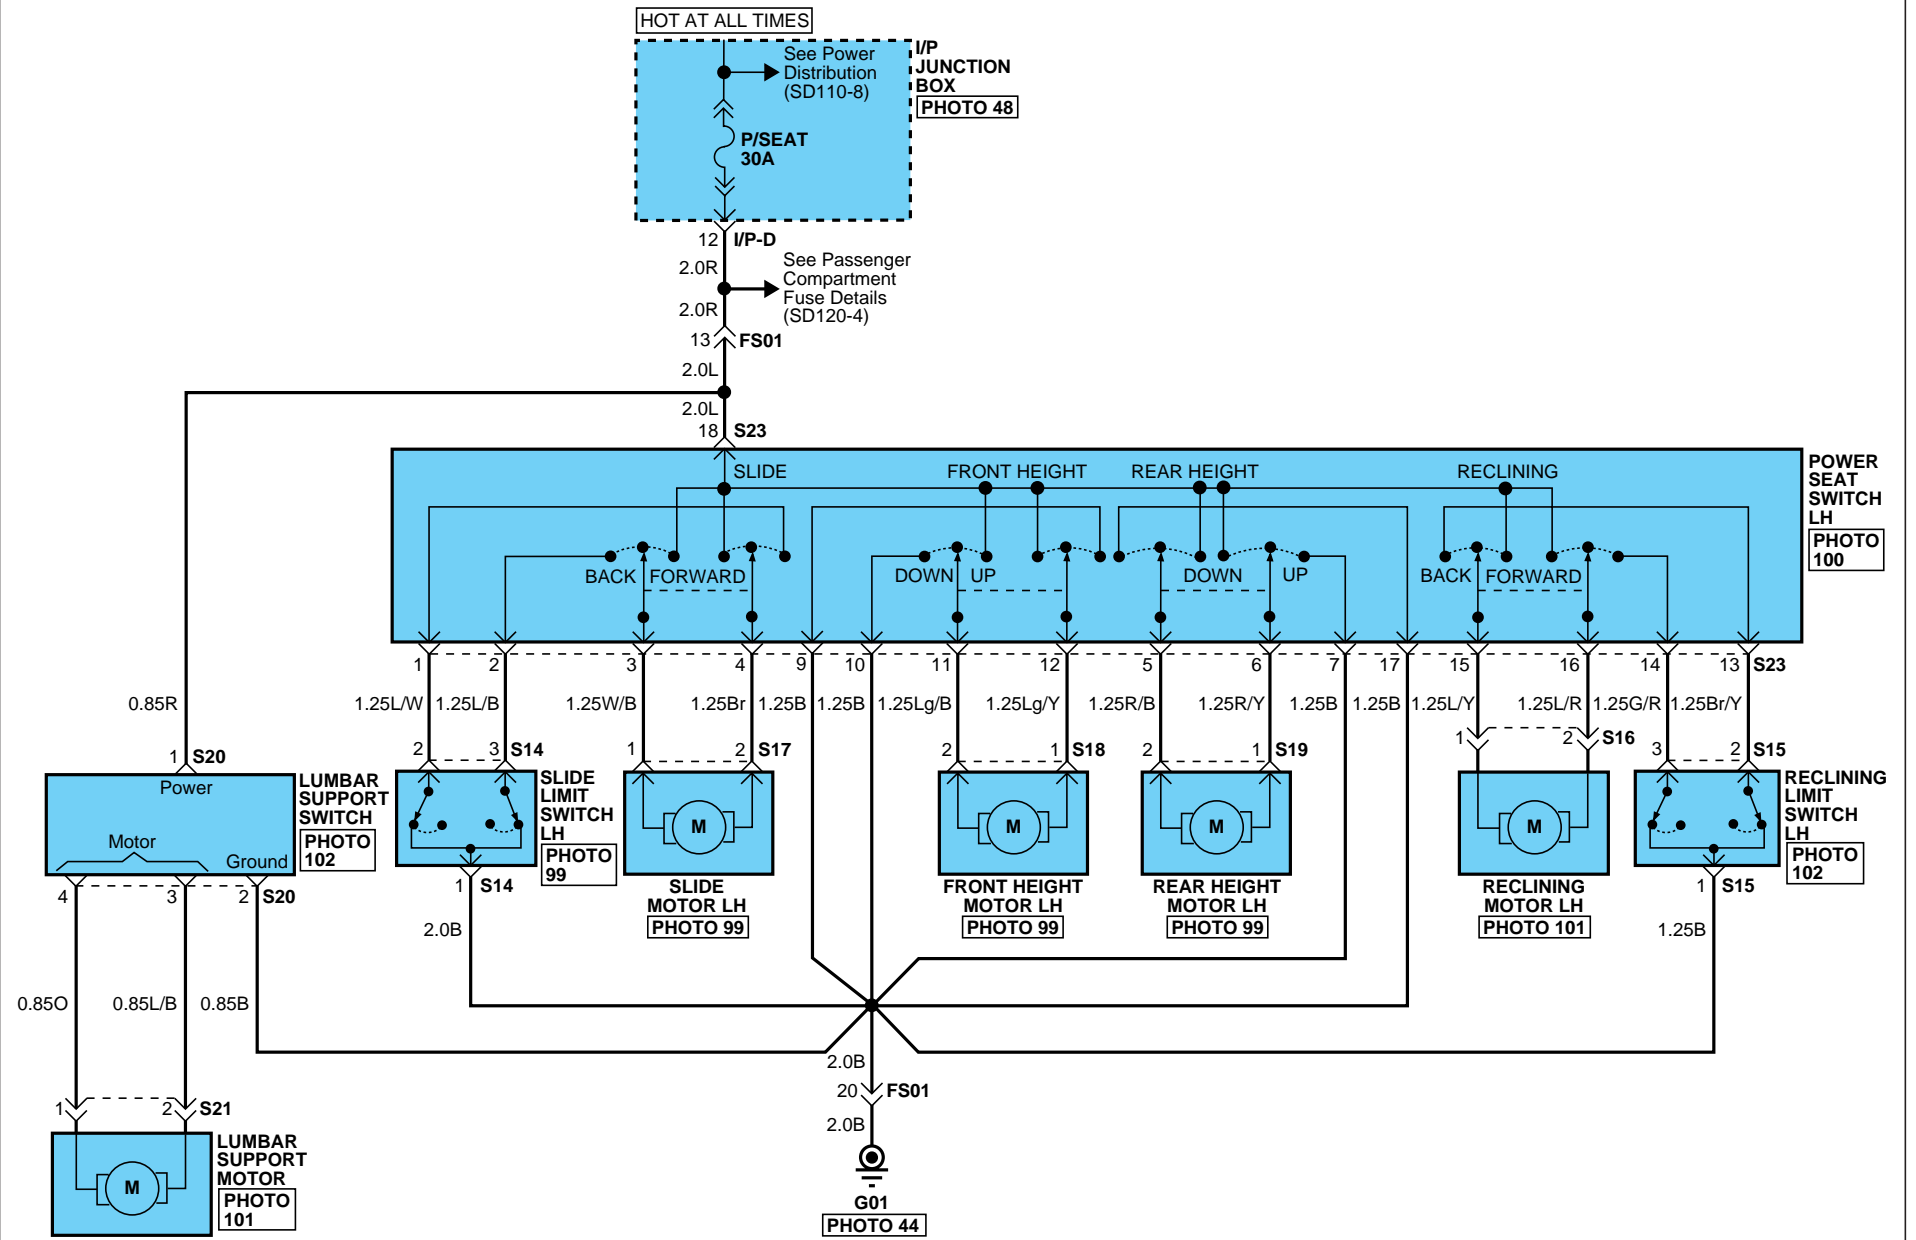 HOT AT ALL TIMES
See Power
Distribution
(SD110-8)
I/P
JUNCTION
BOX
PHOTO 48
P/SEAT
30A
12 I/P-D
2.0R
See Passenger
Compartment
Fuse Details
(SD120-4)
2.0R
13 FS01
2.0L
2.0L
18 S23
SLIDE FRONT HEIGHT REAR HEIGHT RECLINING
POWER
SEAT
SWITCH
LH
PHOTO
100
BACK FORWARD DOWN UP DOWN UP BACK FORWARD
1 2 3 4 9 10 11 12 5 6 7 17 15 16 14 13 S23
0.85R 1.25L/W 1.25L/B 1.25W/B 1.25Br 1.25B 1.25B 1.25Lg/B 1.25Lg/Y 1.25R/B 1.25R/Y 1.25B 1.25B 1.25L/Y 1.25L/R 1.25G/R 1.25Br/Y
1 2 S16
1 S20
2 3 S14
1 2 S17
2 1 S18
2 1 S19
3 2 S15
Power
Motor
Ground
LUMBAR
SUPPORT
SWITCH
PHOTO
102
SLIDE
LIMIT
SWITCH
LH
PHOTO
99
M
M
M
M
RECLINING
LIMIT
SWITCH
LH
PHOTO
102
4 3 2 S20
1 S14
SLIDE
MOTOR LH
PHOTO 99
FRONT HEIGHT
MOTOR LH
PHOTO 99
REAR HEIGHT
MOTOR LH
PHOTO 99
RECLINING
MOTOR LH
PHOTO 101
1 S15
2.0B
1.25B
0.85O 0.85L/B 0.85B
2.0B
20 FS01
2.0B
1 2 S21
LUMBAR
SUPPORT
MOTOR
PHOTO
101
M
G01
PHOTO 44